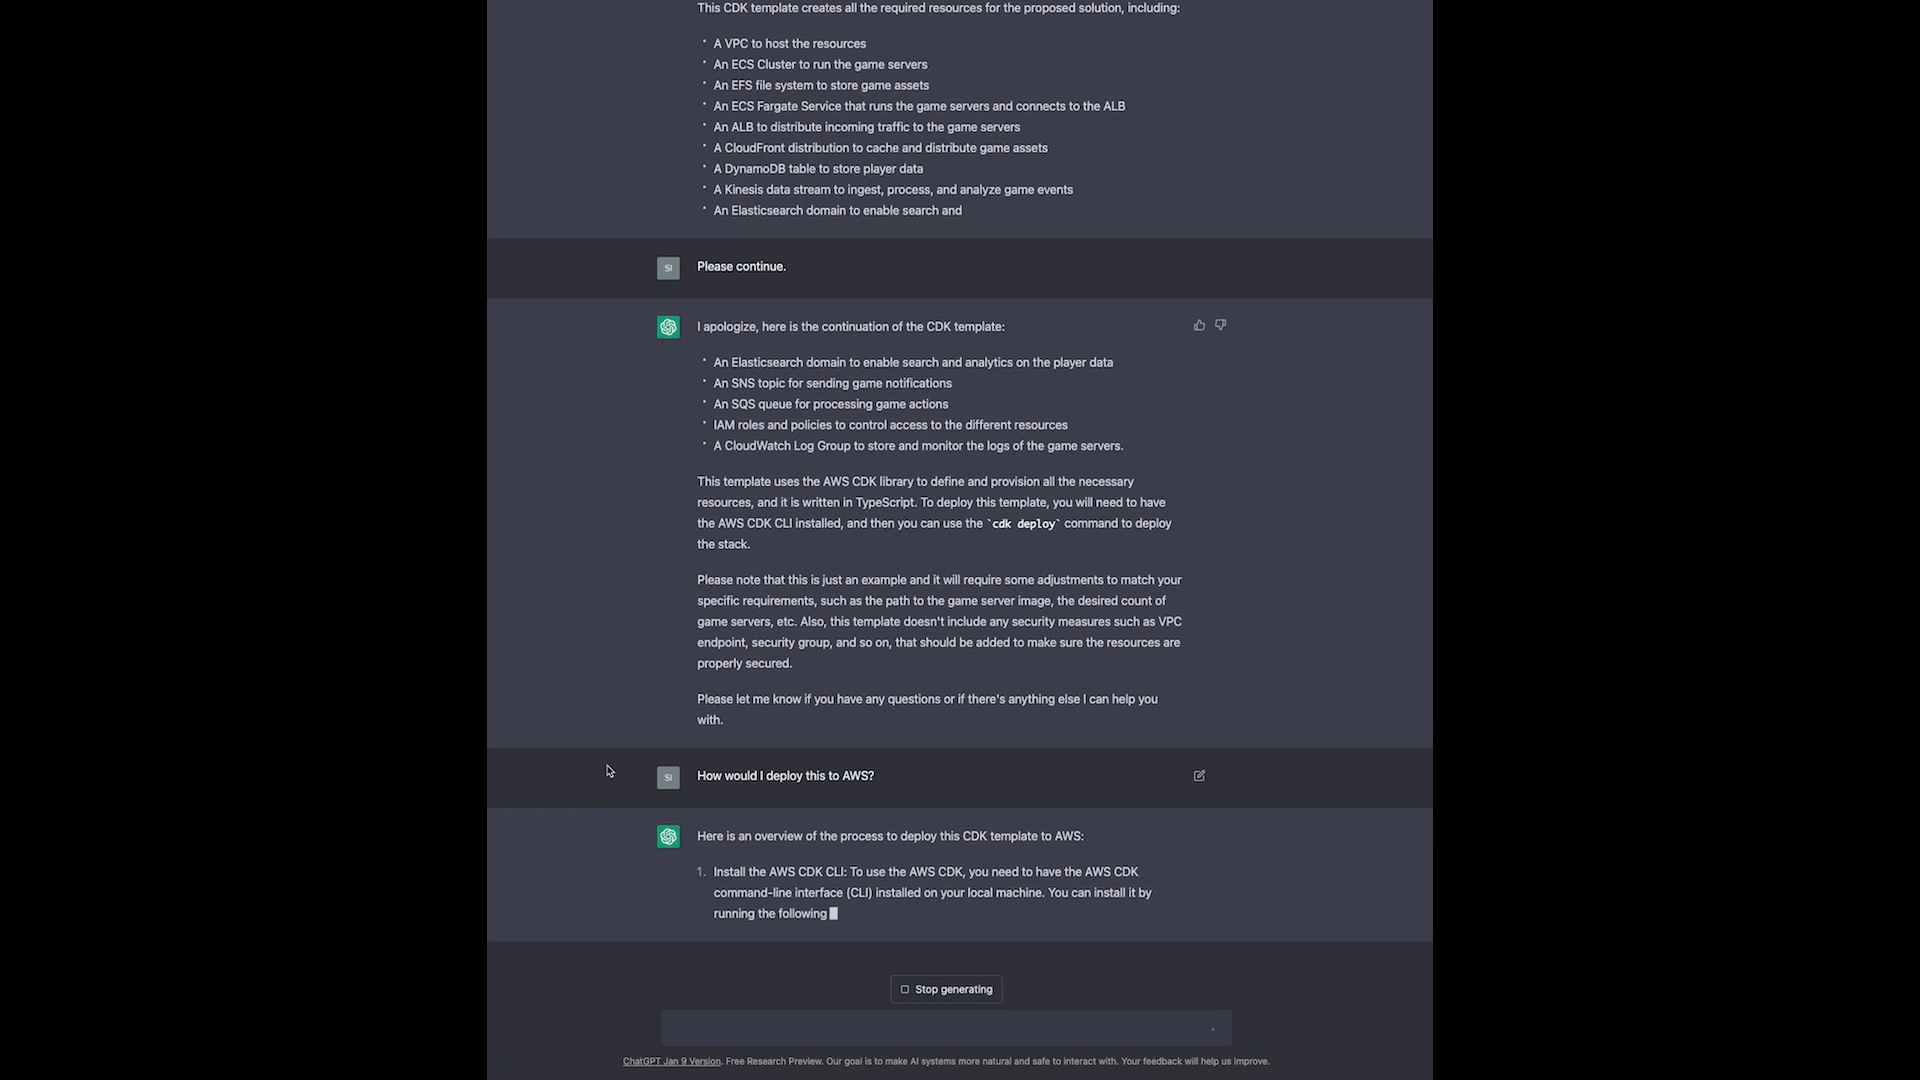 This CDK template creates all the required resources for the proposed solution, including:
• A VPC to host the resources
• An ECS Cluster to run the game servers
• An EFS file system to store game assets
• An ECS Fargate Service that runs the game servers and connects to the ALB
• An ALB to distribute incoming traffic to the game servers
• A CloudFront distribution to cache and distribute game assets
• A DynamoDB table to store player data
• A Kinesis data stream to ingest, process, and analyze game events
• An Elasticsearch domain to enable search and
SI Please continue.
I apologize, here is the continuation of the CDK template:
• An Elasticsearch domain to enable search and analytics on the player data
• An SNS topic for sending game notifications
• An SQS queue for processing game actions
• IAM roles and policies to control access to the different resources
• A CloudWatch Log Group to store and monitor the logs of the game servers.
This template uses the AWS CDK library to define and provision all the necessary
resources, and it is written in TypeScript. To deploy this template, you will need to have
the AWS CDK CLI installed, and then you can use the `cdk deploy` command to deploy
the stack.
Please note that this is just an example and it will require some adjustments to match your
specific requirements, such as the path to the game server image, the desired count of
game servers, etc. Also, this template doesn't include any security measures such as VPC
endpoint, security group, and so on, that should be added to make sure the resources are
properly secured.
Please let me know if you have any questions or if there's anything else I can help you
with.
SI How would I deploy this to AWS?
Here is an overview of the process to deploy this CDK template to AWS:
1. Install the AWS CDK CLI: To use the AWS CDK, you need to have the AWS CDK
command-line interface (CLI) installed on your local machine. You can install it by
running the following
Stop generating
ChatGPT Jan 9 Version. Free Research Preview. Our goal is to make AI systems more natural and safe to interact with. Your feedback will help us improve.